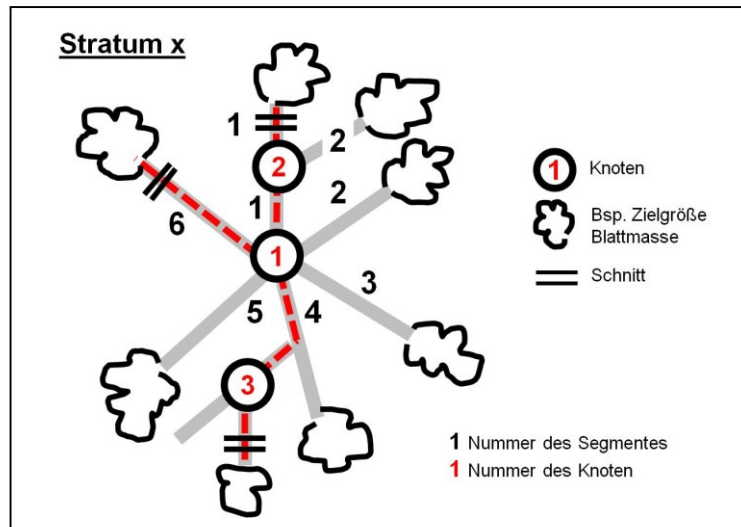 Stratum x
1
2
2
2
1
6
1
3
5
4
3
1 Knoten
Bsp. Zielgröße
Blattmasse
Schnitt
1 Nummer des Segmentes
1 Nummer des Knoten